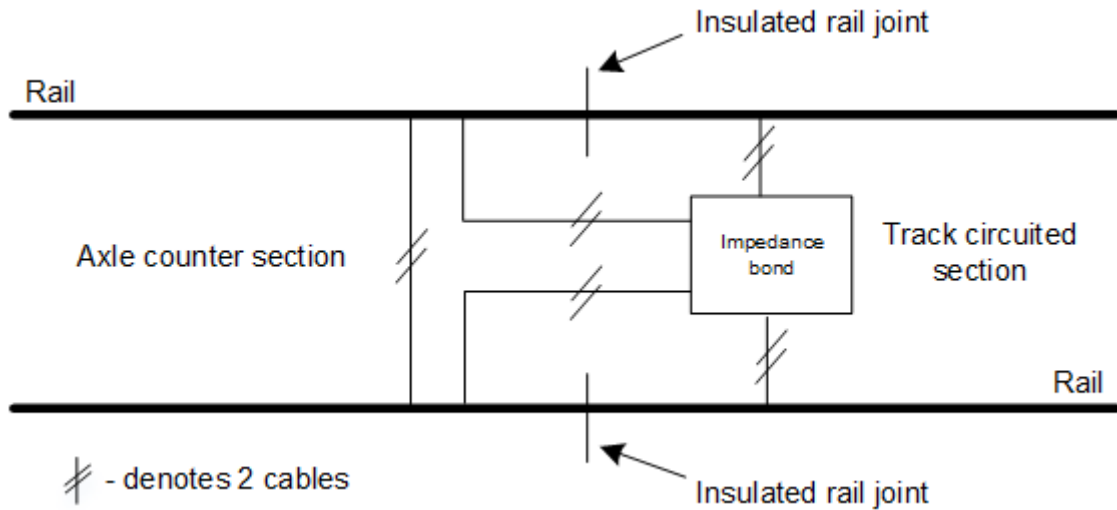 Insulated rail joint
Rail
Axle counter section
Impedance
bond
Track circuited
section
Rail
- denotes 2 cables
Insulated rail joint